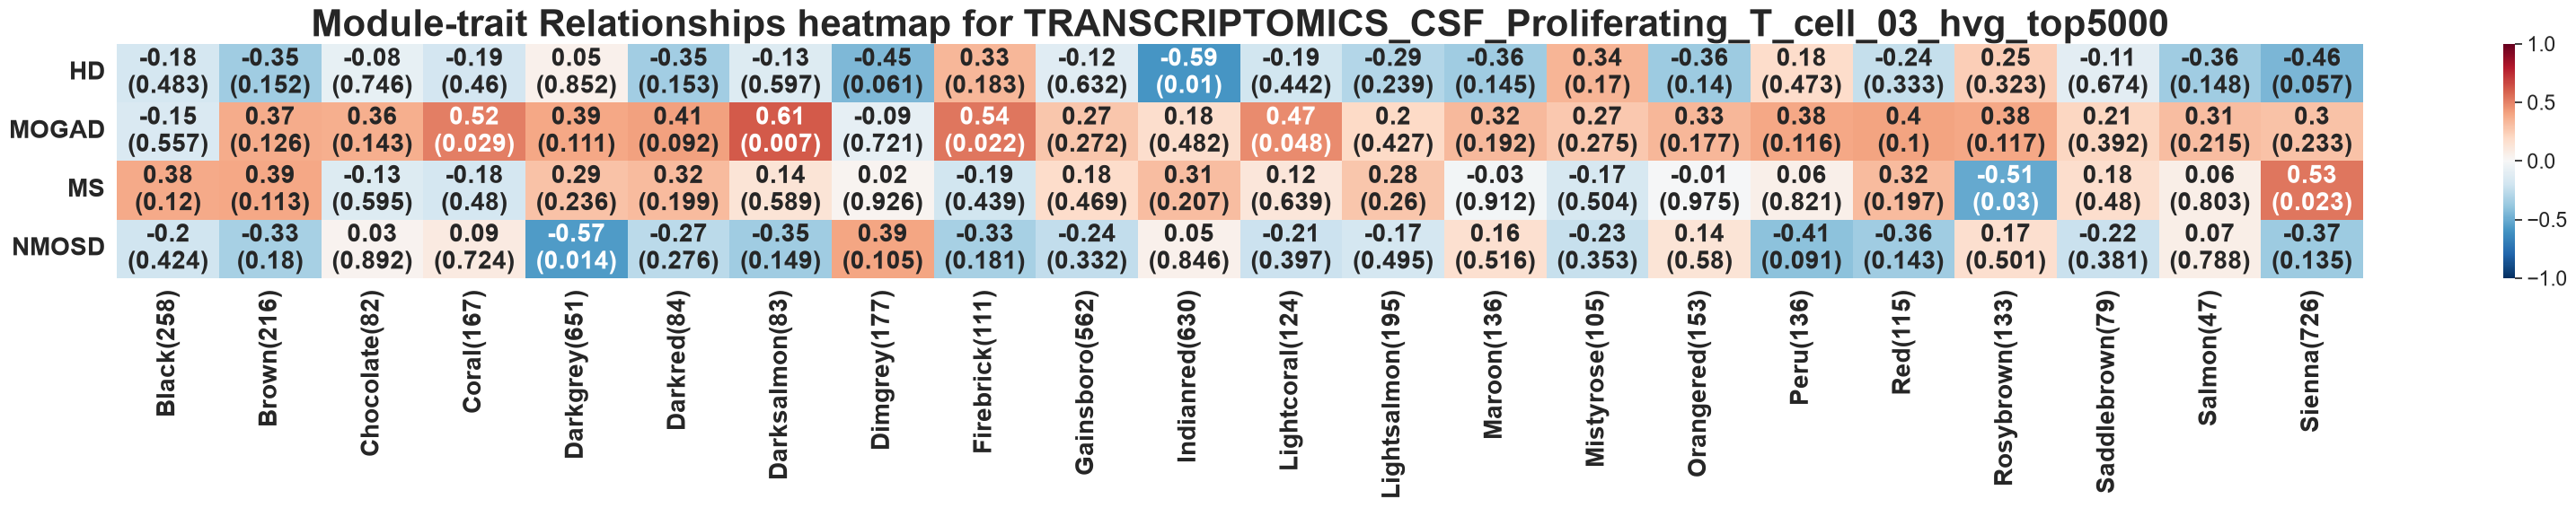 Module-trait Relationships heatmap for TRANSCRIPTOMICS_CSF_Proliferating_T_cell_03_hvg_top5000
HD -0.18 -0.35 -0.08 -0.19 0.05 -0.35 -0.13 -0.45 0.33 -0.12 -0.59 -0.19 -0.29 -0.36 0.34 -0.36 0.18 -0.24 0.25 -0.11 -0.36 -0.46
(0.483) (0.152) (0.746) (0.46) (0.852) (0.153) (0.597) (0.061) (0.183) (0.632) (0.01) (0.442) (0.239) (0.145) (0.17) (0.14) (0.473) (0.333) (0.323) (0.674) (0.148) (0.057)
MOGAD -0.15 0.37 0.36 0.52 0.39 0.41 0.61 -0.09 0.54 0.27 0.18 0.47 0.2 0.32 0.27 0.33 0.38 0.4 0.38 0.21 0.31 0.3
(0.557) (0.126) (0.143) (0.029) (0.111) (0.092) (0.007) (0.721) (0.022) (0.272) (0.482) (0.048) (0.427) (0.192) (0.275) (0.177) (0.116) (0.1) (0.117) (0.392) (0.215) (0.233)
MS 0.38 0.39 -0.13 -0.18 0.29 0.32 0.14 0.02 -0.19 0.18 0.31 0.12 0.28 -0.03 -0.17 -0.01 0.06 0.32 -0.51 0.18 0.06 0.53
(0.12) (0.113) (0.595) (0.48) (0.236) (0.199) (0.589) (0.926) (0.439) (0.469) (0.207) (0.639) (0.26) (0.912) (0.504) (0.975) (0.821) (0.197) (0.03) (0.48) (0.803) (0.023)
NMOSD -0.2 -0.33 0.03 0.09 -0.57 -0.27 -0.35 0.39 -0.33 -0.24 0.05 -0.21 -0.17 0.16 -0.23 0.14 -0.41 -0.36 0.17 -0.22 0.07 -0.37
(0.424) (0.18) (0.892) (0.724) (0.014) (0.276) (0.149) (0.105) (0.181) (0.332) (0.846) (0.397) (0.495) (0.516) (0.353) (0.58) (0.091) (0.143) (0.501) (0.381) (0.788) (0.135)
Black(258)
Brown(216)
Chocolate(82)
Coral(167)
Darkgrey(651)
Darkred(84)
Darksalmon(83)
Dimgrey(177)
Firebrick(111)
Gainsboro(562)
Indianred(630)
Lightcoral(124)
Lightsalmon(195)
Maroon(136)
Mistyrose(105)
Orangered(153)
Peru(136)
Red(115)
Rosybrown(133)
Saddlebrown(79)
Salmon(47)
Sienna(726)
1.0
0.5
0.0
−0.5
−1.0